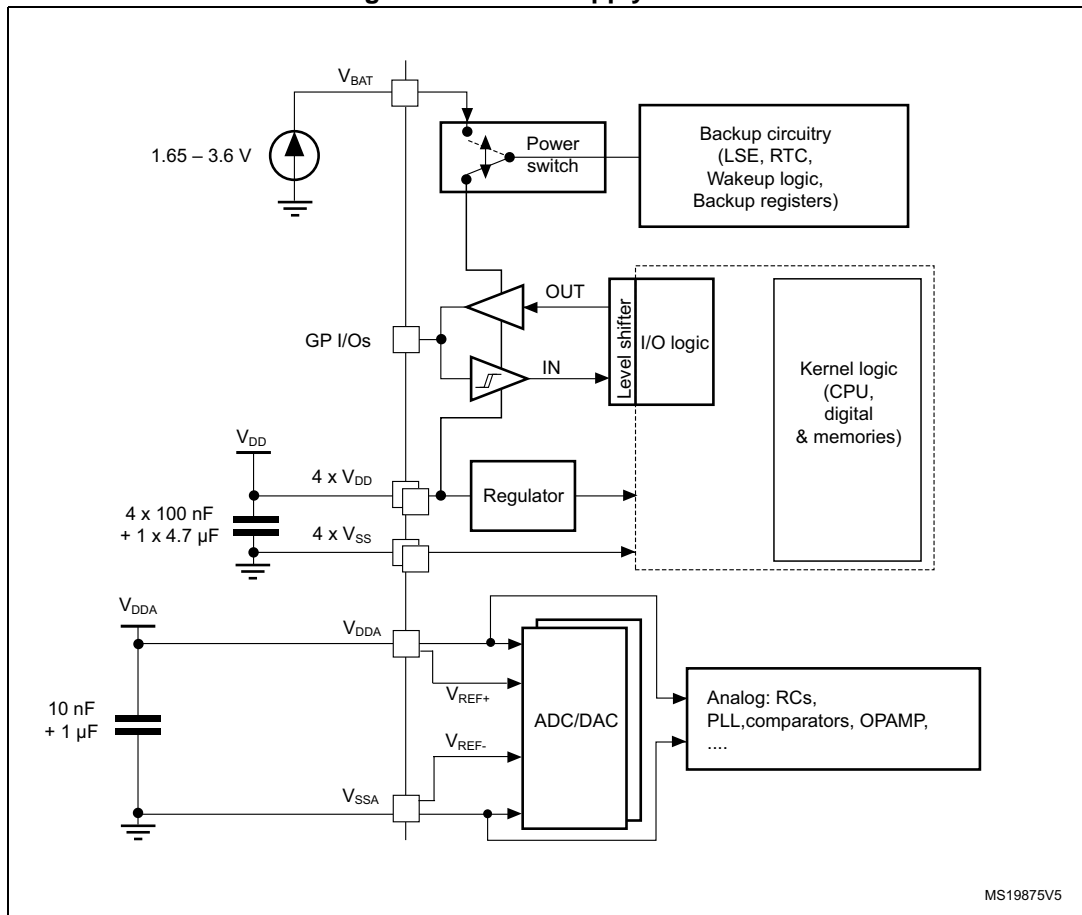 VBAT
1.65 – 3.6 V
Power
switch
Backup circuitry
(LSE, RTC,
Wakeup logic,
Backup registers)
OUT
GP I/Os
IN
Level shifter
I/O logic
Kernel logic
(CPU,
digital
& memories)
VDD
4 x VDD
Regulator
4 x 100 nF
+ 1 x 4.7 µF
4 x VSS
VDDA
VDDA
VREF+
10 nF
+ 1 µF
ADC/DAC
Analog: RCs,
PLL,comparators, OPAMP,
....
VREF-
VSSA
MS19875V5